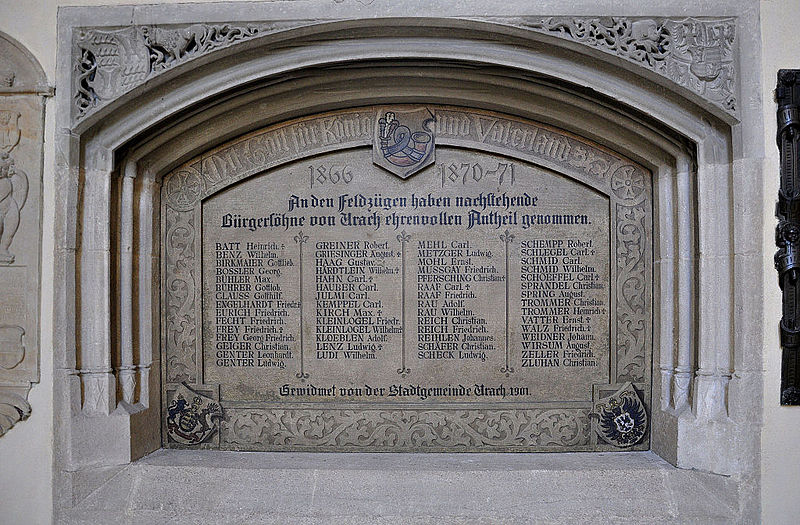 Mit Gott für König und Vaterland
1866 1870-71
An den Feldzügen haben nachstehende
Bürgersöhne von Urach ehrenvollen Antheil genommen.
BATT Heinrich.
BENZ Wilhelm.
BIRKMAIER Gottlieb.
BOSSLER Georg.
BÜHLER Max.
BÜHRER Gottlob.
CLAUSS Gotthilf.
ENGELHARDT Friedr.
EURICH Friedrich.
FECHT Friedrich.
FREY Friedrich.
FREY Georg.
GEIGER Christian.
GENTER Leonhardt.
GENTER Ludwig.
GREINER Robert.
GRIESINGER August.
HAAG Gustav.
HÄRDTLEIN Wilhelm.
HAHN Carl.
HAUBER Carl.
JULMI Carl.
KEMPPEL Carl.
KIRCH Max.
KLEINLOGEL Friedr.
KLEINLOGEL Wilhelm
KLOEBLEN Adolf.
LENZ Ludwig.
LUDI Wilhelm.
MEHL Carl.
METZGER Ludwig.
MOHL Ernst.
MUSSGAY Friedrich.
PFERSCHING Christian
RAAF Carl.
RAAF Friedrich.
RAU Adolf.
RAU Wilhelm.
REICH Christian.
REICH Friedrich.
REIHLEN Johannes.
SCHÄFER Christian.
SCHECK Ludwig.
SCHEMPP Robert.
SCHLEGEL Carl.
SCHMID Carl.
SCHMID Wilhelm.
SCHOEFFEL Carl.
SPRANDEL Christian.
SPRING August.
TROMMER Christian.
TROMMER Heinrich.
VATTER Ernst.
WALZ Friedrich.
WEIDNER Johann.
WIRSUM August.
ZELLER Friedrich.
ZLUHAN Christian.
Gewidmet von der Stadtgemeinde Urach 1901.